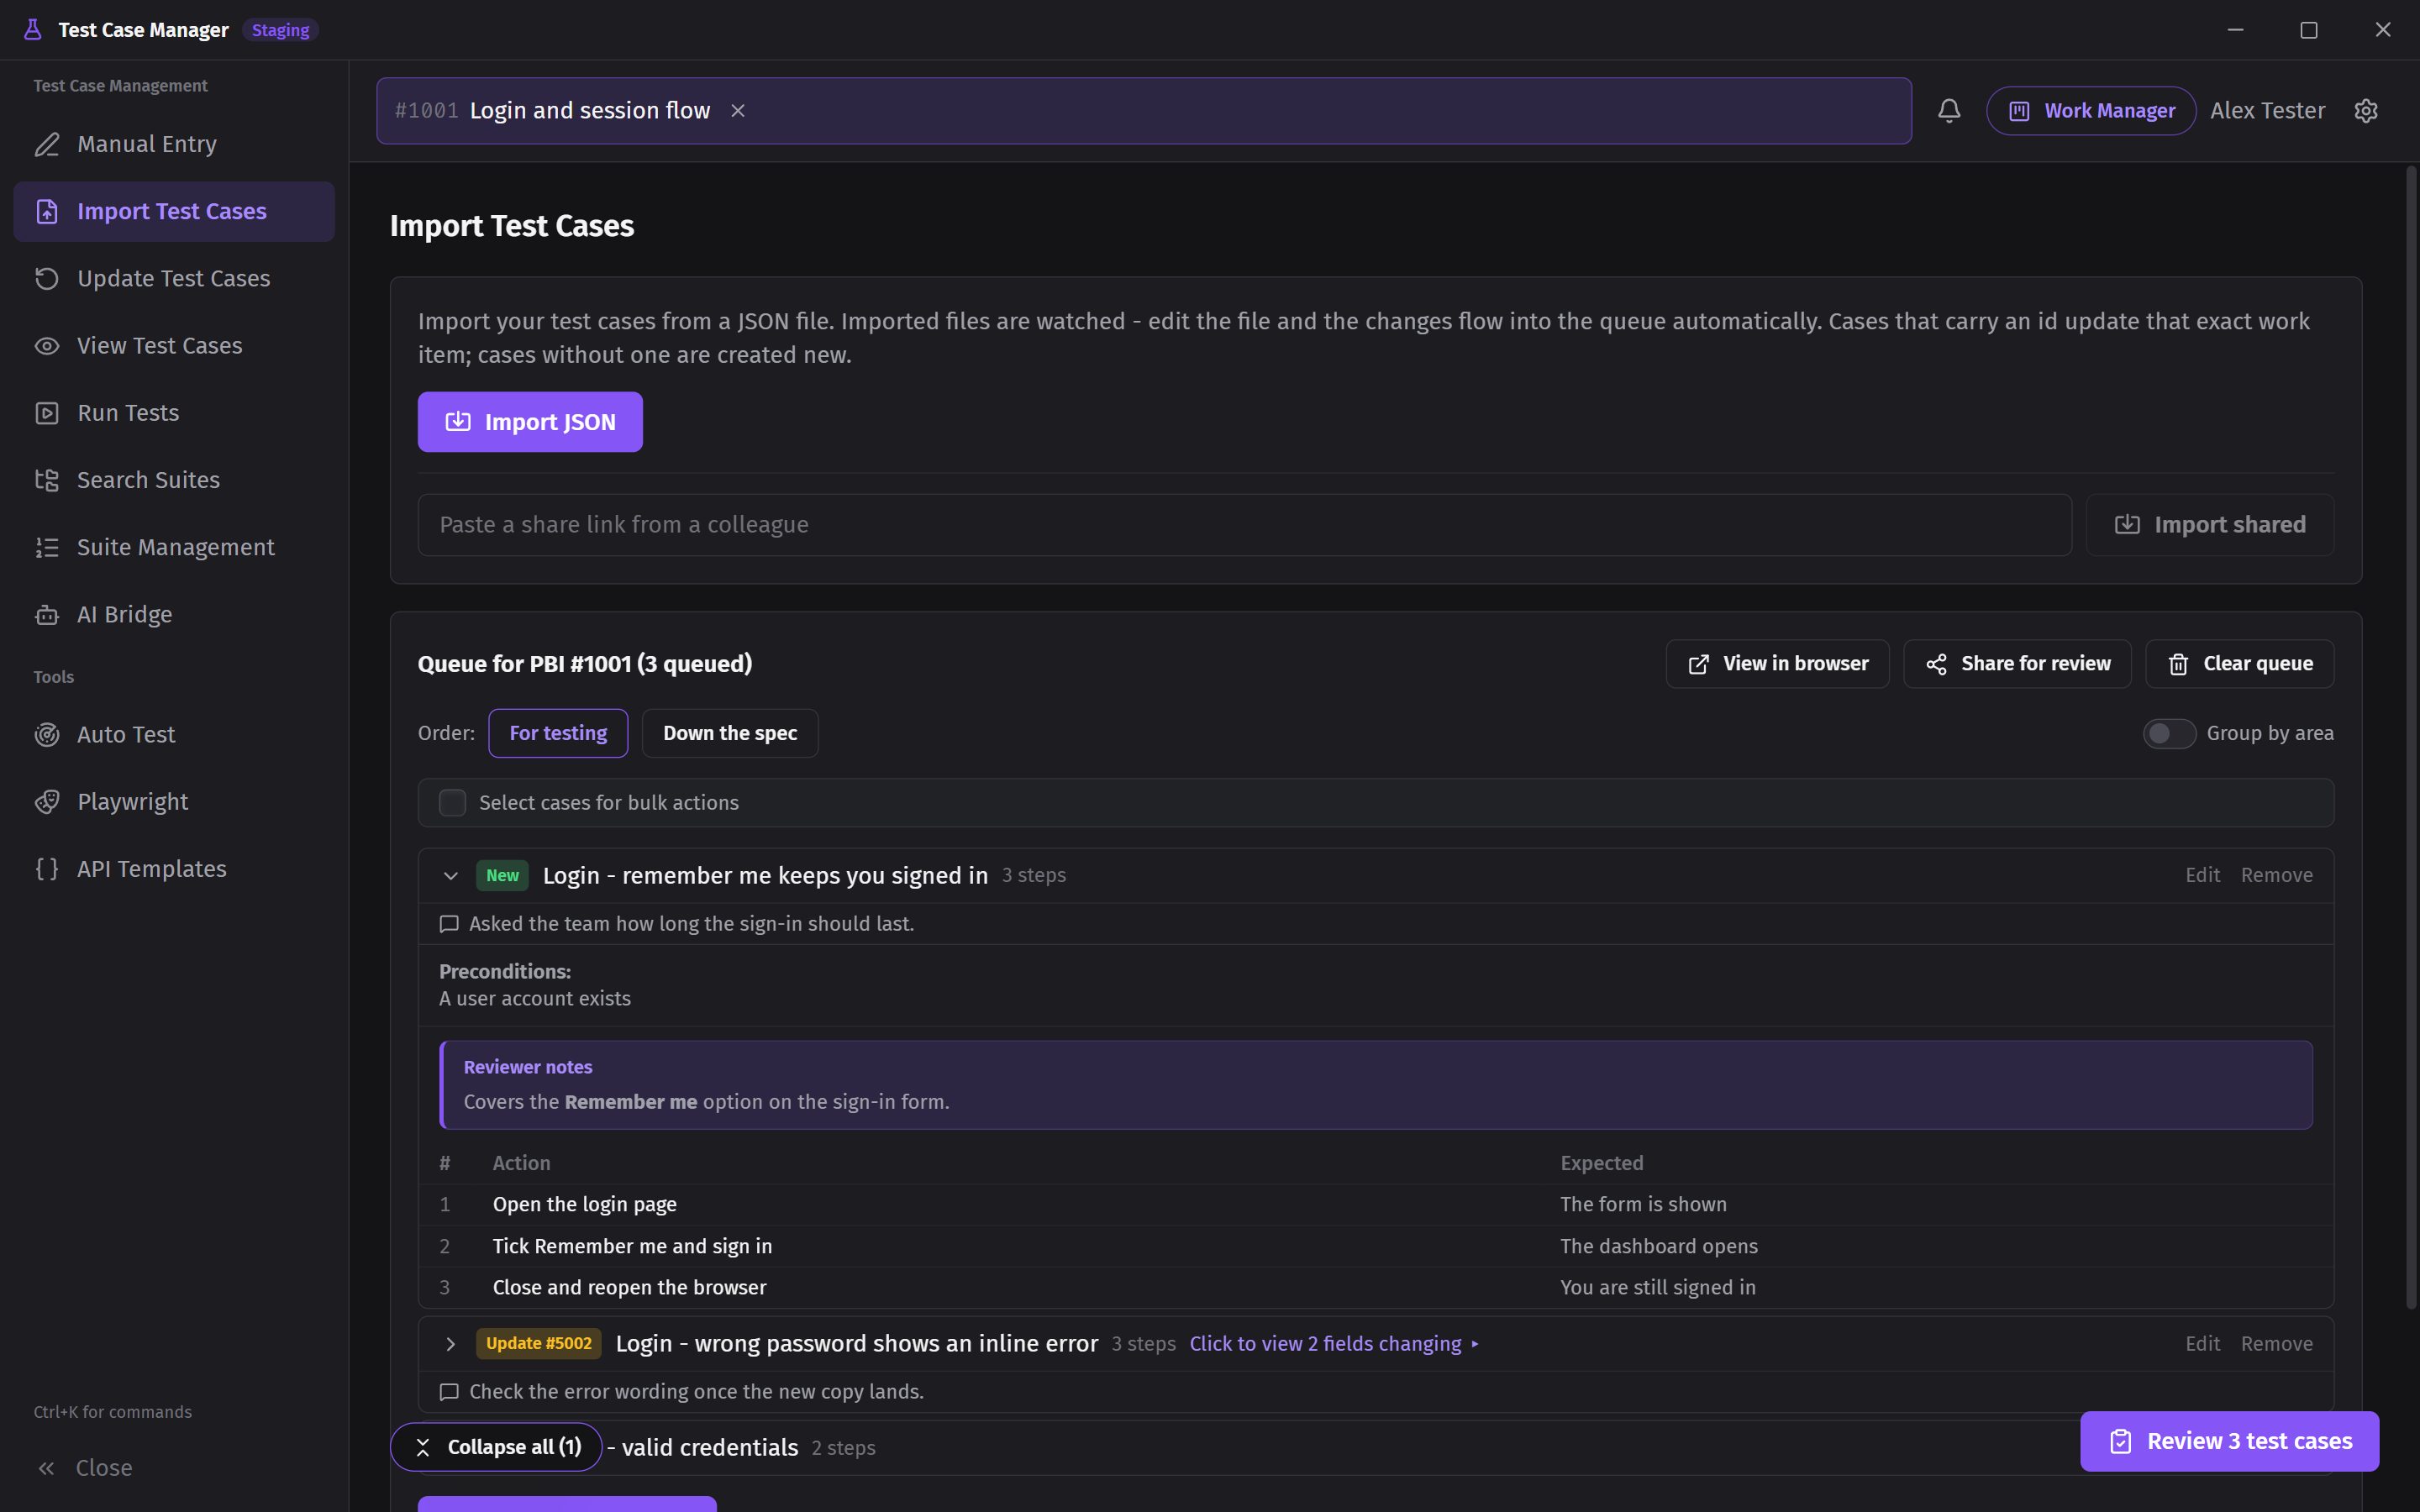 Test Case Manager Staging
Test Case Management
Manual Entry
Import Test Cases
Update Test Cases
View Test Cases
Run Tests
Search Suites
Suite Management
AI Bridge
Tools
Auto Test
Playwright
API Templates
Ctrl+K for commands
Close
#1001 Login and session flow
Work Manager
Alex Tester
Import Test Cases
Import your test cases from a JSON file. Imported files are watched - edit the file and the changes flow into the queue automatically. Cases that carry an id update that exact work
item; cases without one are created new.
Import JSON
Paste a share link from a colleague
Import shared
Queue for PBI #1001 (3 queued)
View in browser
Share for review
Clear queue
Order: For testing Down the spec
Group by area
Select cases for bulk actions
New Login - remember me keeps you signed in 3 steps Edit Remove
Asked the team how long the sign-in should last.
Preconditions:
A user account exists
Reviewer notes
Covers the Remember me option on the sign-in form.
# Action Expected
1 Open the login page The form is shown
2 Tick Remember me and sign in The dashboard opens
3 Close and reopen the browser You are still signed in
Update #5002 Login - wrong password shows an inline error 3 steps Click to view 2 fields changing Edit Remove
Check the error wording once the new copy lands.
Collapse all (1) - valid credentials 2 steps
Review 3 test cases